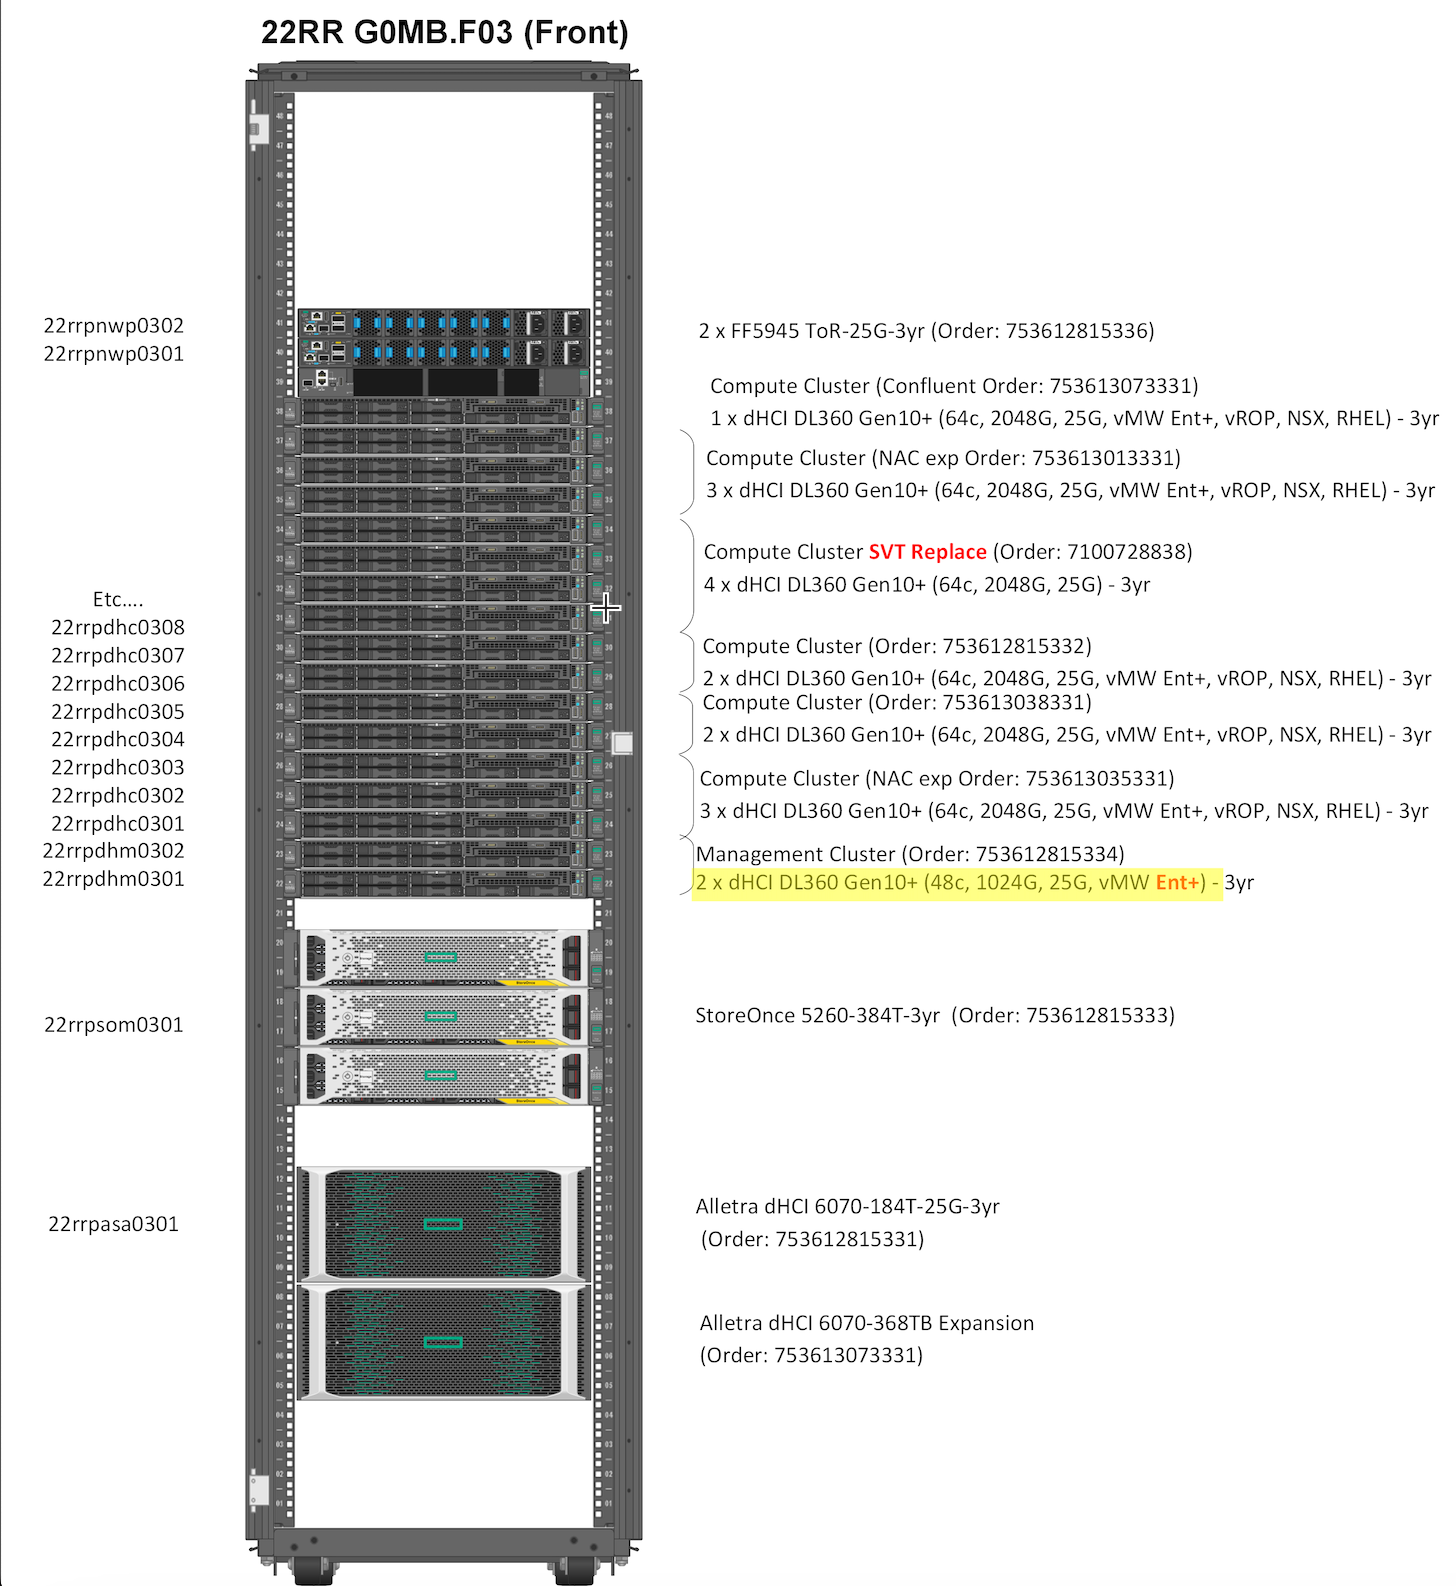 22RR G0MB.F03 (Front)
22rrpnwp0302
22rrpnwp0301
2 x FF5945 ToR-25G-3yr (Order: 753612815336)
Compute Cluster (Confluent Order: 753613073331)
1 x dHCI DL360 Gen10+ (64c, 2048G, 25G, vMW Ent+, vROP, NSX, RHEL) - 3yr
Compute Cluster (NAC exp Order: 753613013331)
3 x dHCI DL360 Gen10+ (64c, 2048G, 25G, vMW Ent+, vROP, NSX, RHEL) - 3yr
Compute Cluster SVT Replace (Order: 7100728838)
4 x dHCI DL360 Gen10+ (64c, 2048G, 25G) - 3yr
Etc....
22rrpdhc0308
22rrpdhc0307
22rrpdhc0306
22rrpdhc0305
22rrpdhc0304
22rrpdhc0303
22rrpdhc0302
22rrpdhc0301
22rrpdhm0302
22rrpdhm0301
Compute Cluster (Order: 753612815332)
2 x dHCI DL360 Gen10+ (64c, 2048G, 25G, vMW Ent+, vROP, NSX, RHEL) - 3yr
Compute Cluster (Order: 753613038331)
2 x dHCI DL360 Gen10+ (64c, 2048G, 25G, vMW Ent+, vROP, NSX, RHEL) - 3yr
Compute Cluster (NAC exp Order: 753613035331)
3 x dHCI DL360 Gen10+ (64c, 2048G, 25G, vMW Ent+, vROP, NSX, RHEL) - 3yr
Management Cluster (Order: 753612815334)
2 x dHCI DL360 Gen10+ (48c, 1024G, 25G, vMW Ent+) - 3yr
22rrpsom0301
StoreOnce 5260-384T-3yr (Order: 753612815333)
22rrpasa0301
Alletra dHCI 6070-184T-25G-3yr
(Order: 753612815331)
Alletra dHCI 6070-368TB Expansion
(Order: 753613073331)